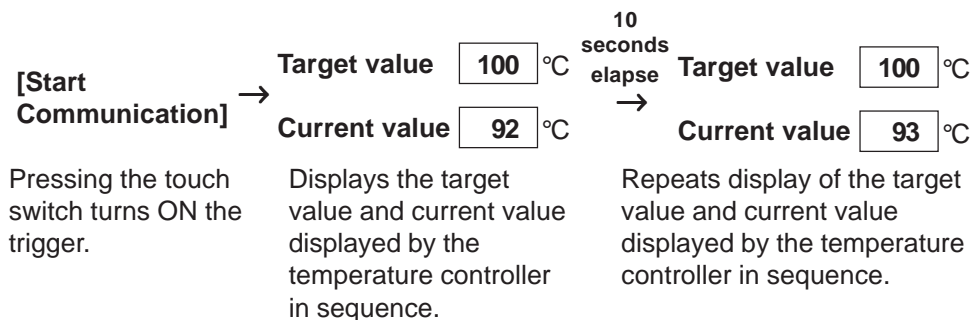 [Start
Communication]
→
Target value 100 ℃
Current value 92 ℃
10
seconds
elapse
→
Target value 100 ℃
Current value 93 ℃
Pressing the touch
switch turns ON the
trigger.
Displays the target
value and current value
displayed by the
temperature controller
in sequence.
Repeats display of the target
value and current value
displayed by the temperature
controller in sequence.